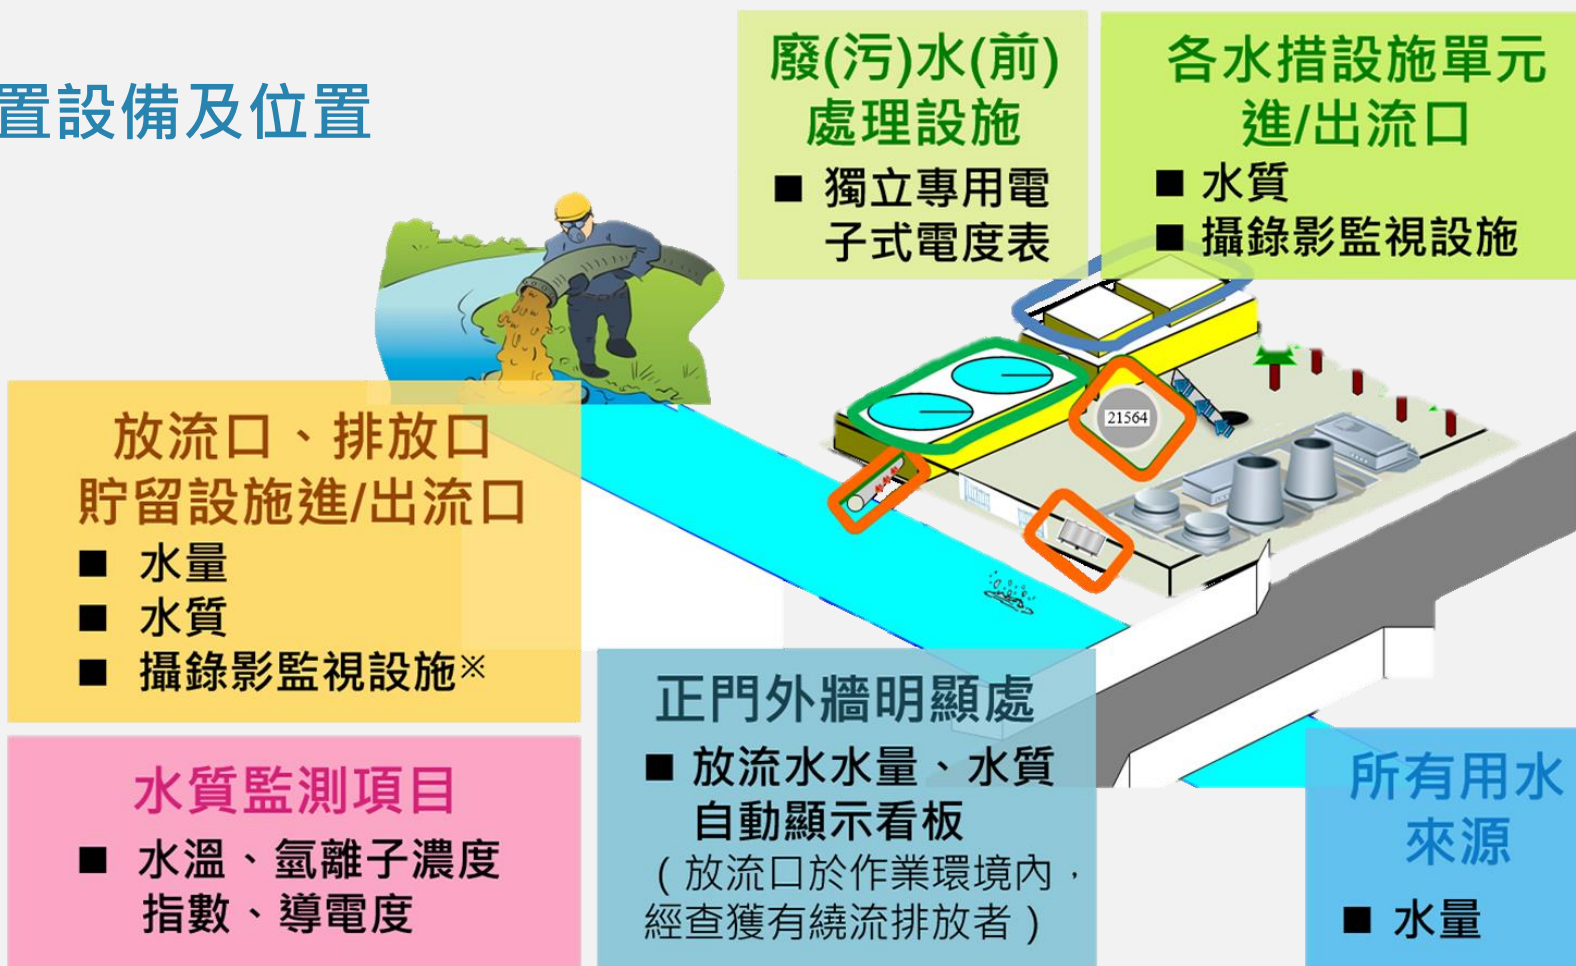 置設備及位置
廢(污)水(前)
處理設施
■ 獨立專用電
子式電度表
各水措設施單元
進/出流口
■ 水質
■ 攝錄影監視設施
21564
放流口、排放口
貯留設施進/出流口
■ 水量
■ 水質
■ 攝錄影監視設施※
水質監測項目
■ 水溫、氫離子濃度
指數、導電度
正門外牆明顯處
■ 放流水水量、水質
自動顯示看板
（放流口於作業環境內，
經查獲有繞流排放者）
所有用水
來源
■ 水量